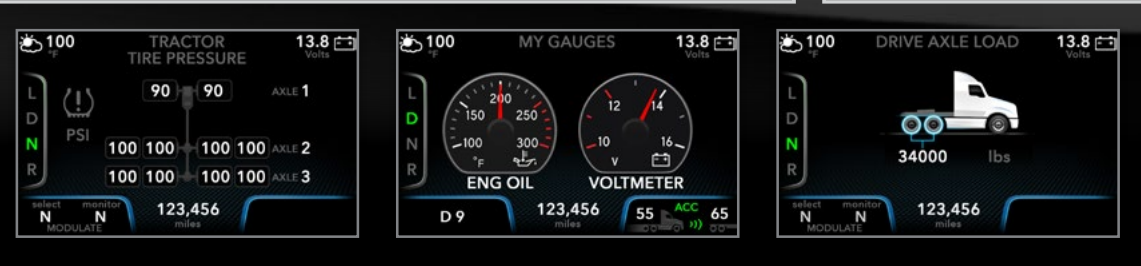 100 °F
TRACTOR
TIRE PRESSURE
13.8
Volts
L
D
N
R
PSI
90 90 AXLE 1
100 100 100 100 AXLE 2
100 100 100 100 AXLE 3
select monitor
N N
MODULATE
123,456
miles
100 °F
MY GAUGES
13.8
Volts
L
D
N
R
100 150 200 250 300
°F
ENG OIL
10 12 14 16
V
VOLTMETER
D 9
123,456
miles
55 ACC 65
100 °F
DRIVE AXLE LOAD
13.8
Volts
L
D
N
R
34000 lbs
select monitor
N N
MODULATE
123,456
miles